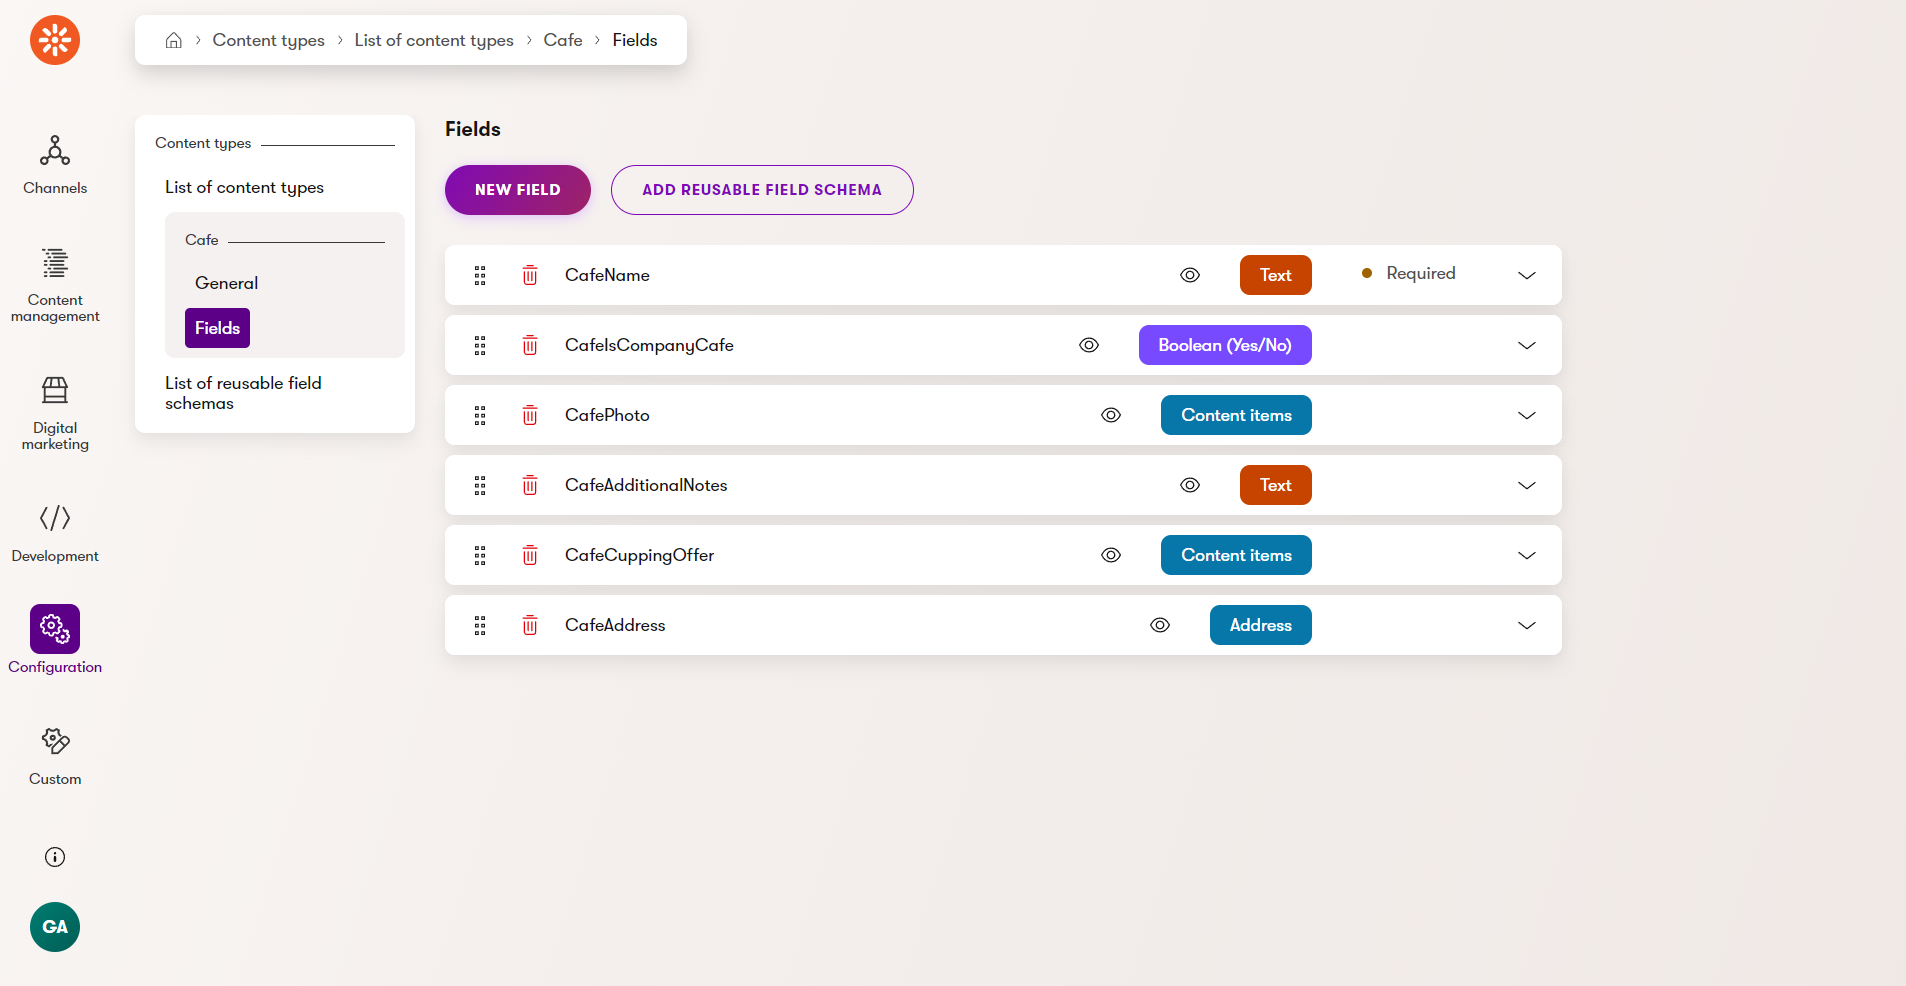 Content types
List of content types
Cafe
Fields
Channels
Content
management
Digital
marketing
Development
Configuration
Custom
GA
Content types
List of content types
Cafe
General
Fields
List of reusable field
schemas
Fields
NEW FIELD
ADD REUSABLE FIELD SCHEMA
CafeName
Text
Required
CafeIsCompanyCafe
Boolean (Yes/No)
CafePhoto
Content items
CafeAdditionalNotes
Text
CafeCuppingOffer
Content items
CafeAddress
Address